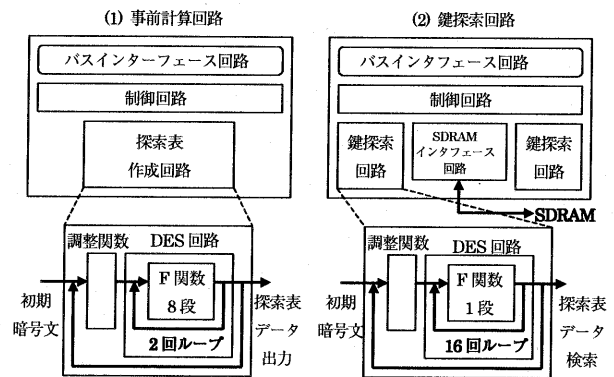 (1) 事前計算回路
バスインターフェース回路
制御回路
探索表
作成回路
調整関数
DES 回路
F 関数
8 段
初期
暗号文
2 回ループ
探索表
データ
出力
(2) 鍵探索回路
バスインタフェース回路
制御回路
鍵探索
回路
SDRAM
インタフェース
回路
鍵探索
回路
SDRAM
調整関数
DES 回路
F 関数
1 段
初期
暗号文
16 回ループ
探索表
データ
検索